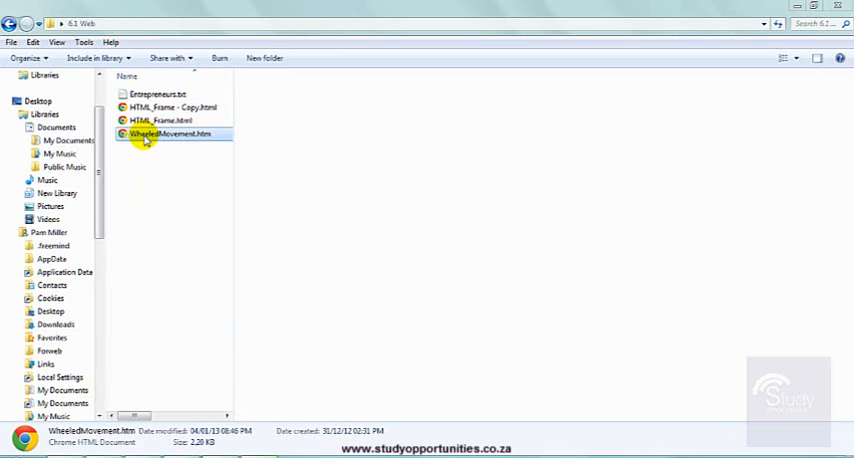 6.1 Web
Search 6.1 ...
File Edit View Tools Help
Organize Include in library Share with Burn New folder
Libraries
Desktop
Libraries
Documents
My Documents
My Music
Public Music
Music
New Library
Pictures
Videos
Pam Miller
.freemind
AppData
Application Data
Contacts
Cookies
Desktop
Downloads
Favorites
Forweb
Links
Local Settings
My Documents
My Documents
My Music
Name
Entrepreneurs.txt
HTML_Frame - Copy.html
HTML_Frame.html
WheeledMovement.htm
Study
WheeledMovement.htm Date modified: 04/01/13 08:46 PM Date created: 31/12/12 02:31 PM
Chrome HTML Document Size: 2,28 KB
www.studyopportunities.co.za